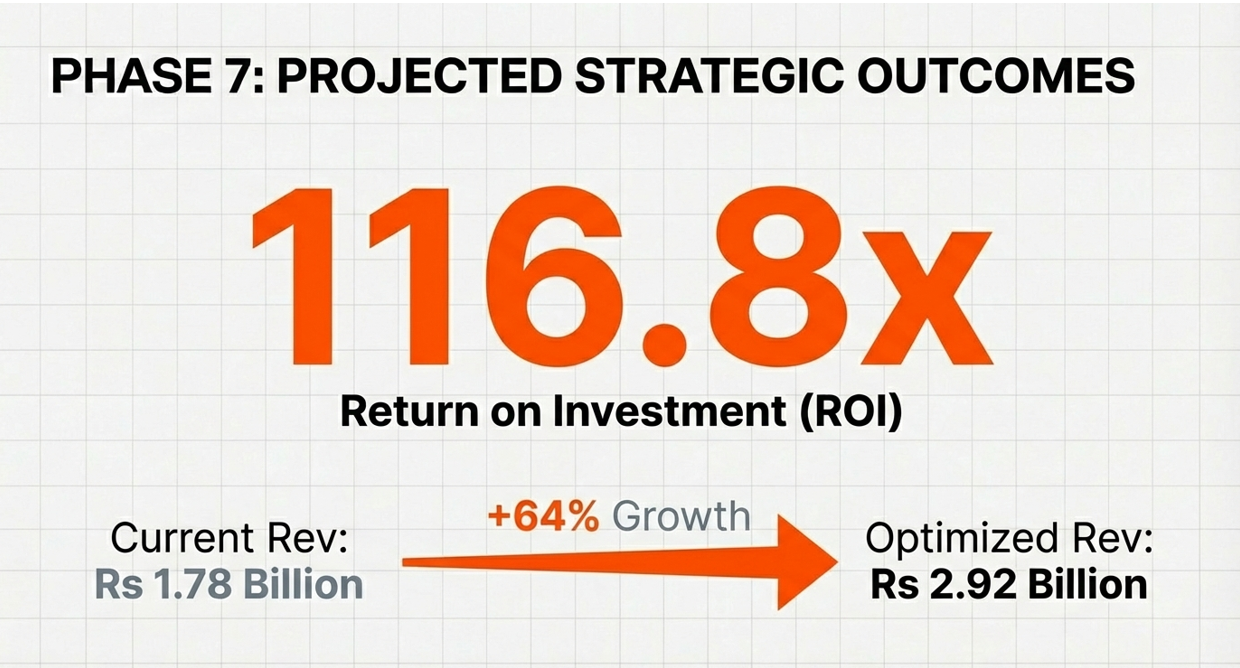 PHASE 7: PROJECTED STRATEGIC OUTCOMES
116.8x
Return on Investment (ROI)
+64% Growth
Current Rev:
Rs 1.78 Billion
Optimized Rev:
Rs 2.92 Billion